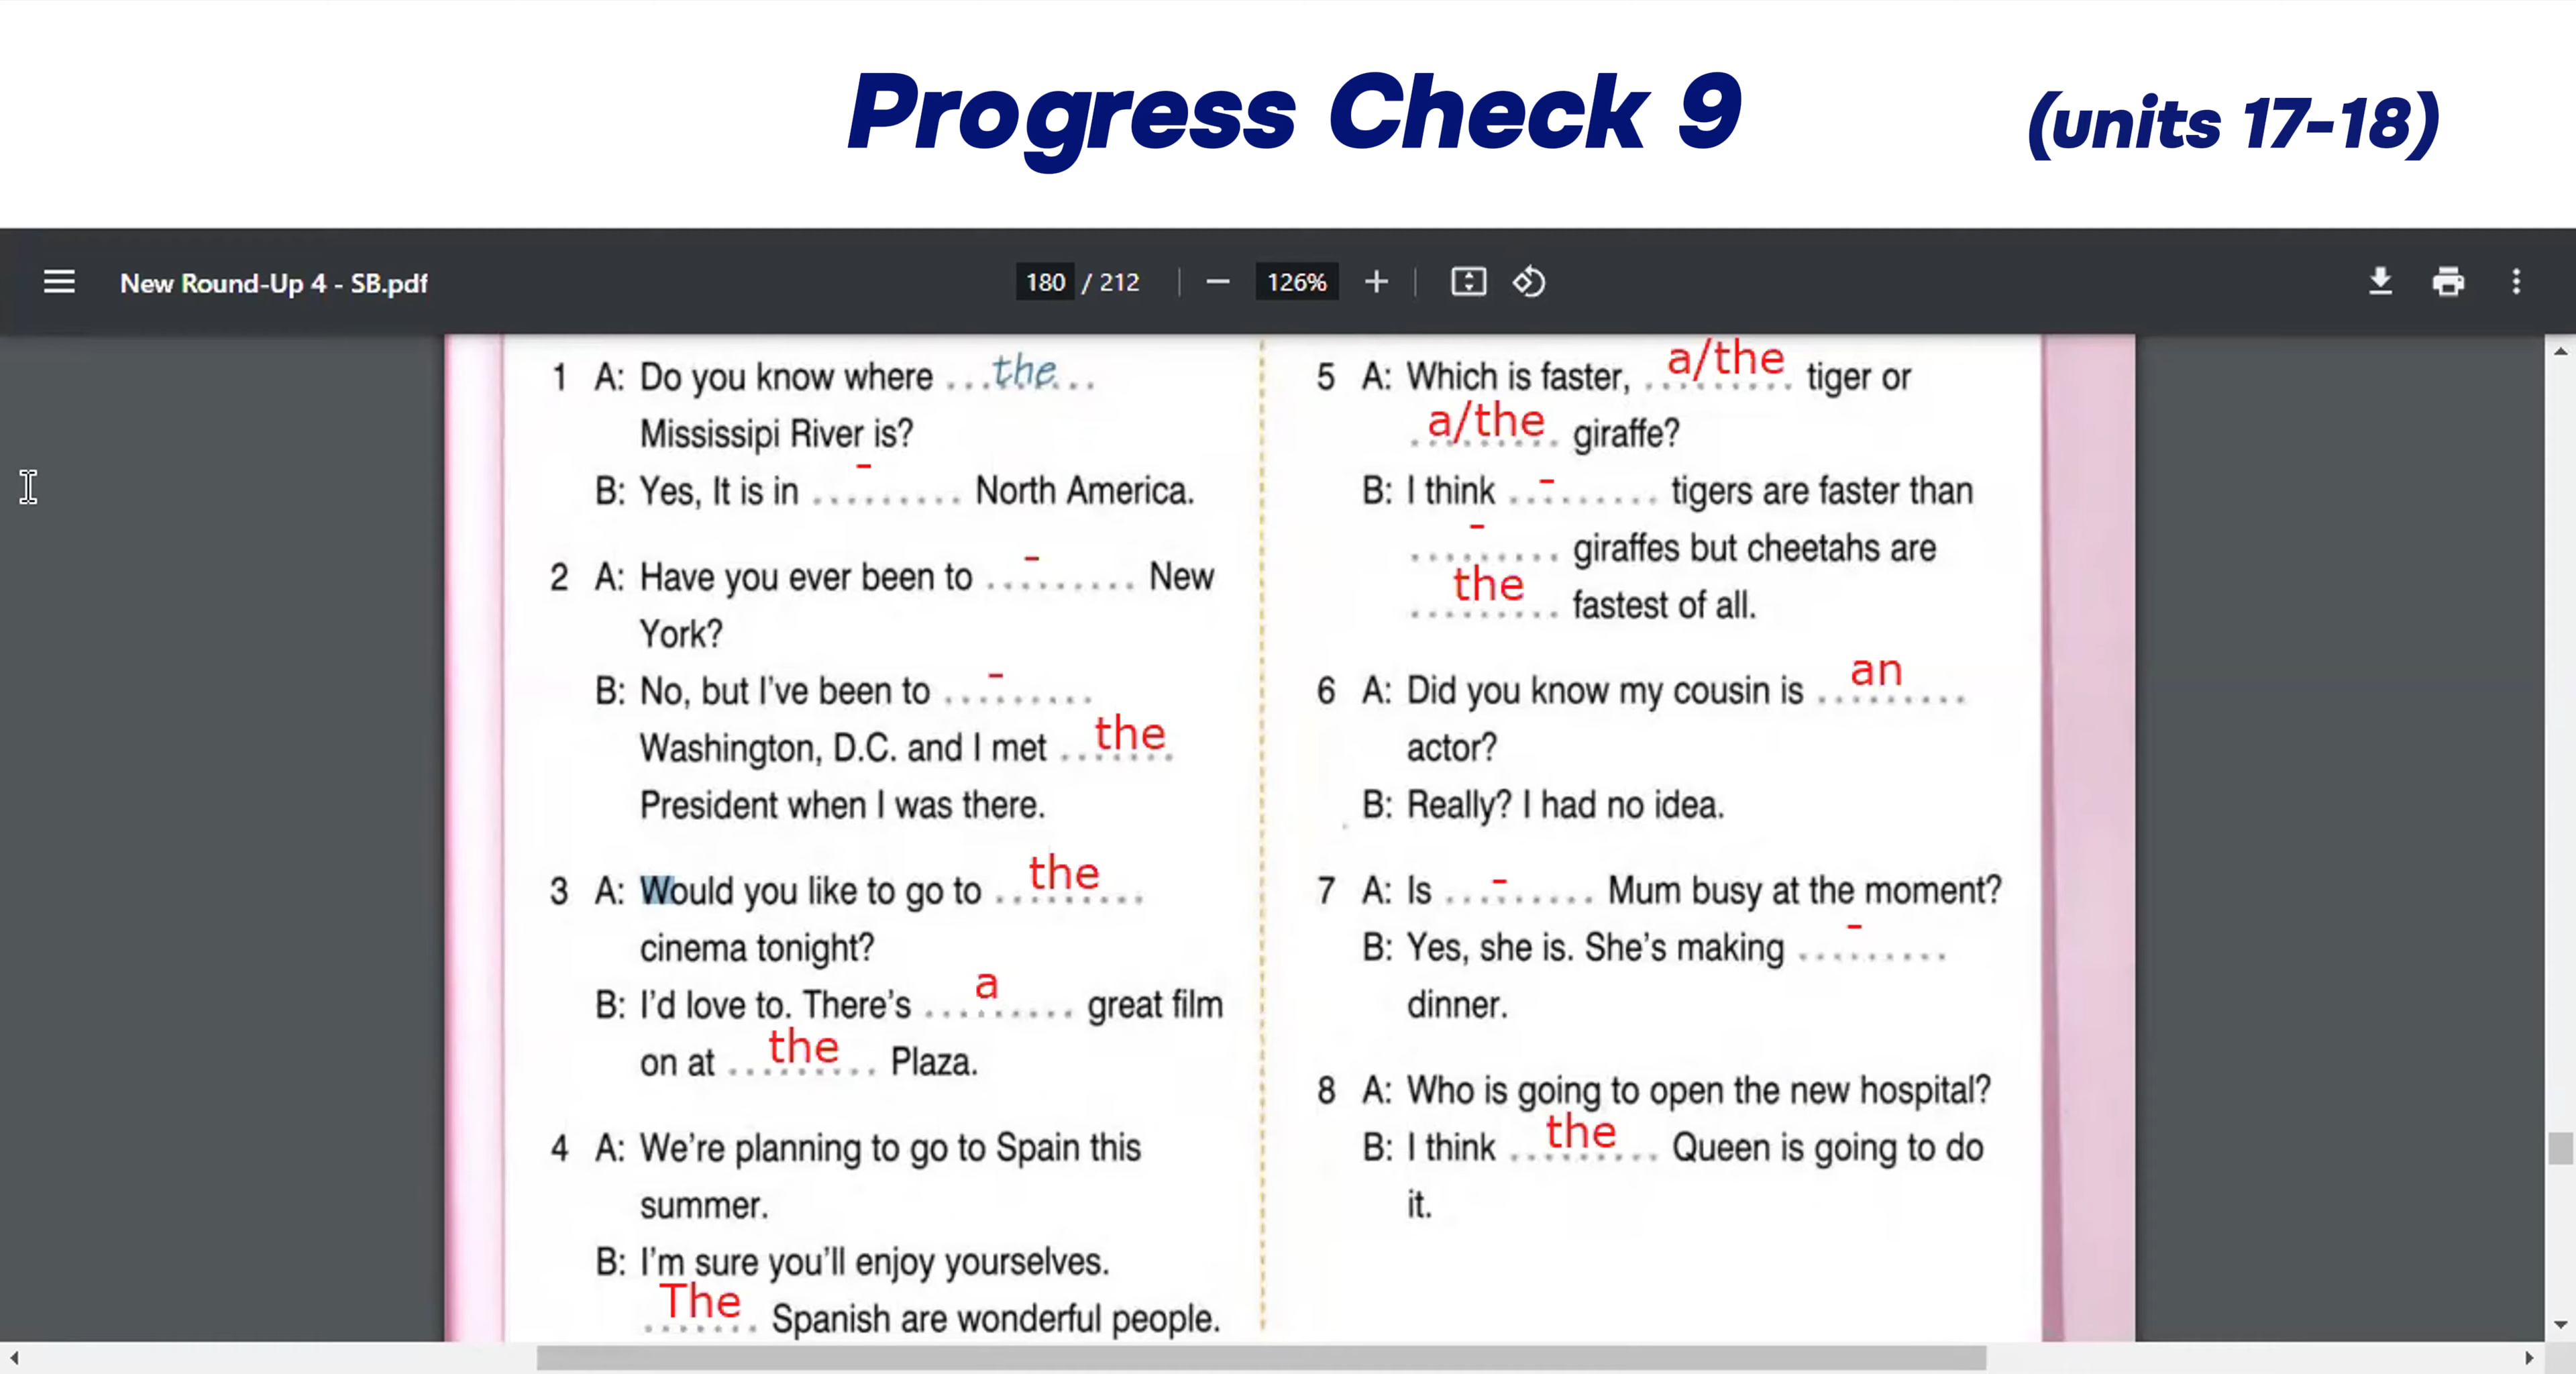 Progress Check 9 (units 17-18)
New Round-Up 4 - SB.pdf 180 / 212 — 126% +
1 A: Do you know where ...the...
Mississipi River is?
B: Yes, It is in ....-.... North America.
2 A: Have you ever been to ....-.... New
York?
B: No, but I've been to ....-....
Washington, D.C. and I met ...the...
President when I was there.
3 A: Would you like to go to ...the...
cinema tonight?
B: I'd love to. There's ....a.... great film
on at ...the... Plaza.
4 A: We're planning to go to Spain this
summer.
B: I'm sure you'll enjoy yourselves.
...The... Spanish are wonderful people.
5 A: Which is faster, ...a/the... tiger or
...a/the... giraffe?
B: I think ....-.... tigers are faster than
....-.... giraffes but cheetahs are
...the... fastest of all.
6 A: Did you know my cousin is ...an...
actor?
B: Really? I had no idea.
7 A: Is ....-.... Mum busy at the moment?
B: Yes, she is. She's making ....-....
dinner.
8 A: Who is going to open the new hospital?
B: I think ...the... Queen is going to do
it.